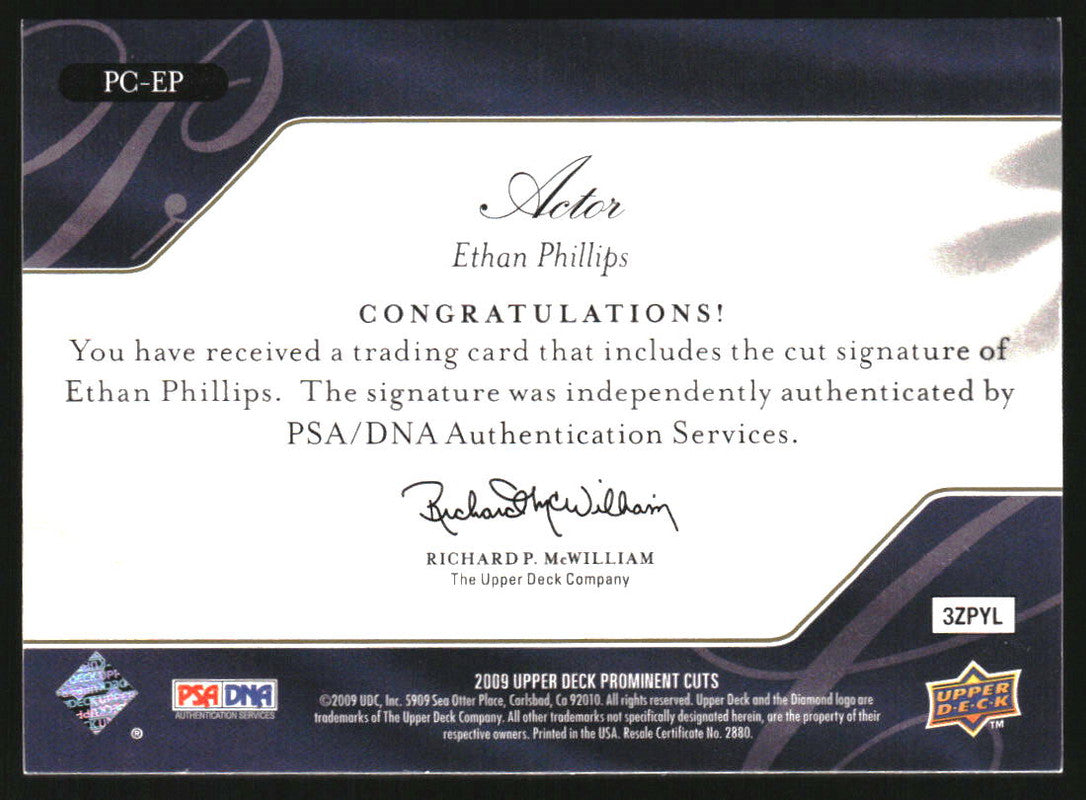 PC-EP
Actor
Ethan Phillips
CONGRATULATIONS!
You have received a trading card that includes the cut signature of
Ethan Phillips. The signature was independently authenticated by
PSA/DNA Authentication Services.
Richard McWilliam
RICHARD P. McWILLIAM
The Upper Deck Company
3ZPYL
2009 UPPER DECK PROMINENT CUTS
©2009 UDC, Inc. 5909 Sea Otter Place, Carlsbad, Ca 92010. All rights reserved. Upper Deck and the Diamond logo are
trademarks of The Upper Deck Company. All other trademarks not specifically designated herein, are the property of their
respective owners. Printed in the USA. Resale Certificate No. 2880.
®
PSA DNA
AUTHENTICATION SERVICES
UPPER
D·E·C·K
TM